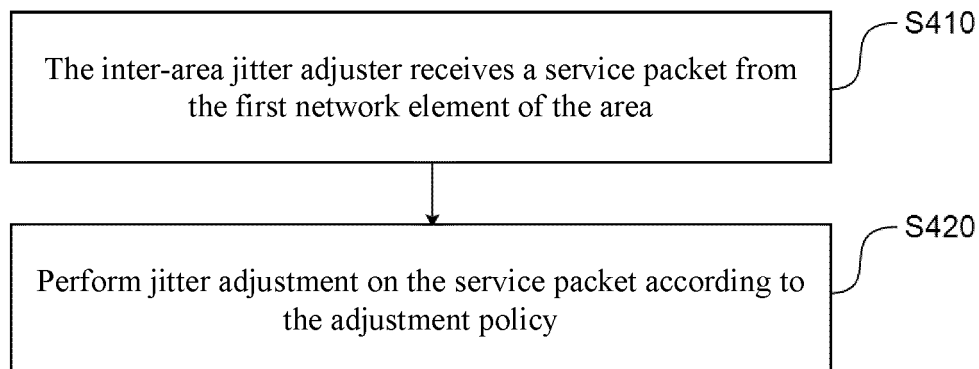 S410
The inter-area jitter adjuster receives a service packet from
the first network element of the area
S420
Perform jitter adjustment on the service packet according to
the adjustment policy